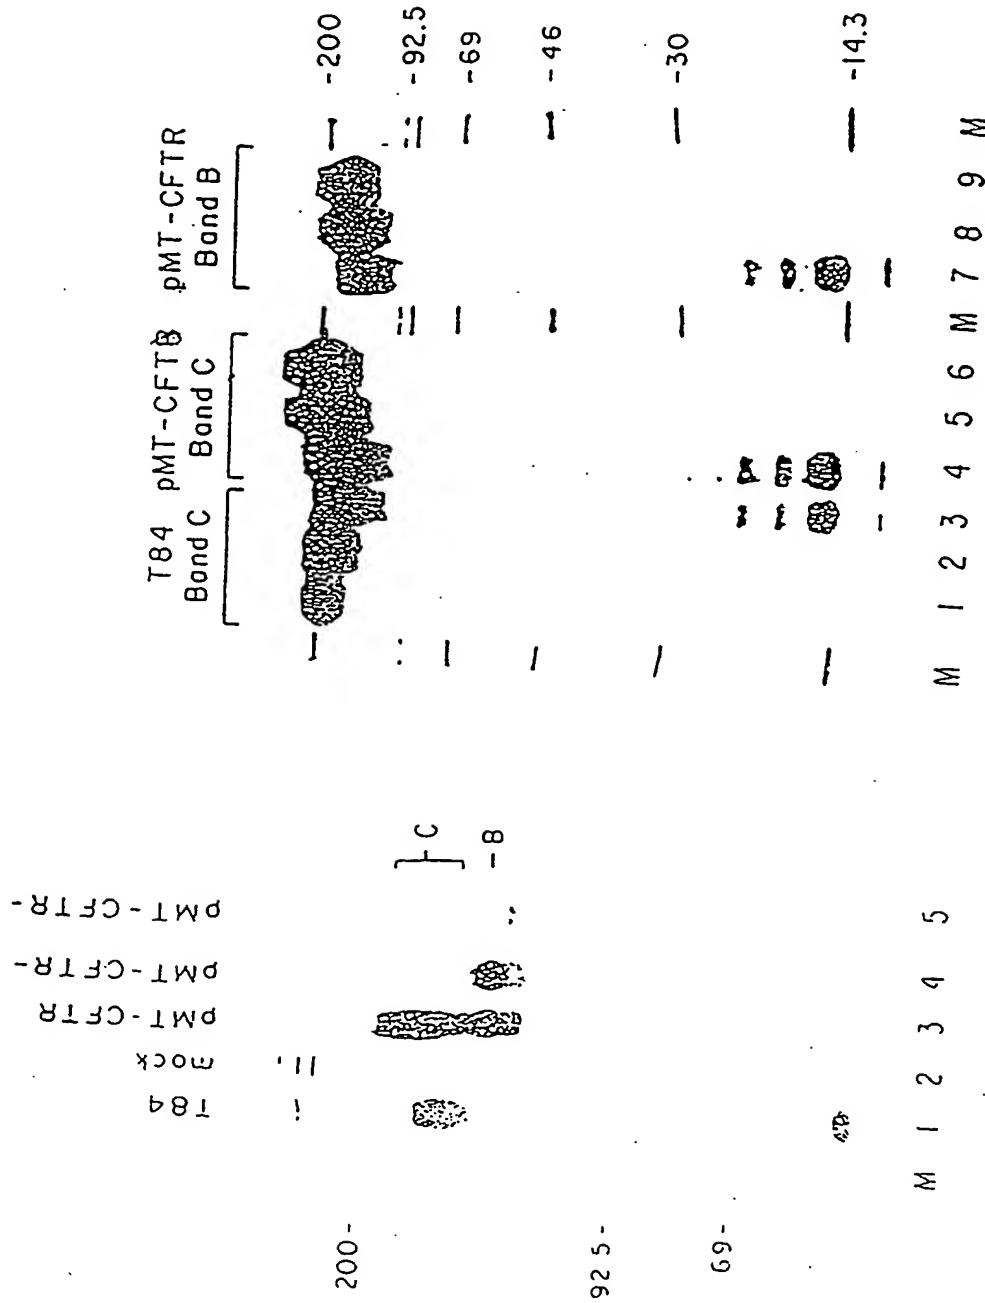 T84
mock
pMT-CFTR
pMT-CFTR-
pMT-CFTR-
200-
92 5-
69-
C
-B
M 1 2 3 4 5
T84
Band C
pMT-CFTR
Band C
pMT-CFTR
Band B
-200
-92.5
-69
-46
-30
-14.3
M 1 2 3 4 5 6 M 7 8 9 M